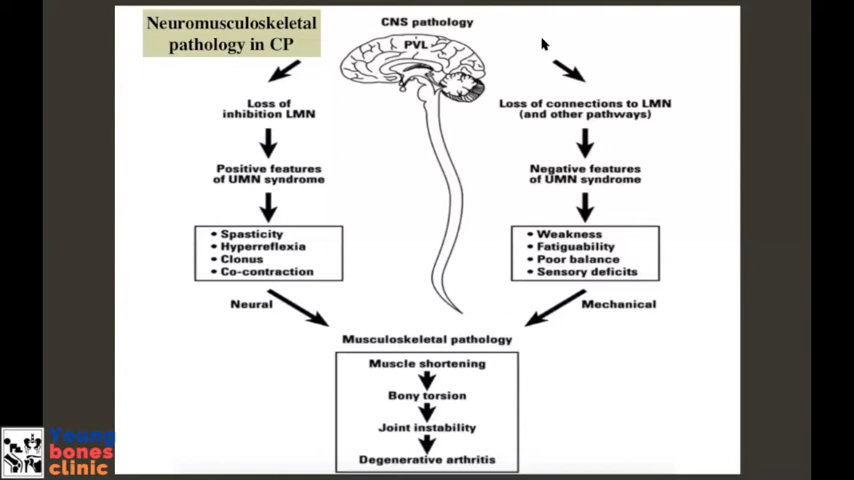 Neuromusculoskeletal
pathology in CP
CNS pathology
PVL
Loss of
inhibition LMN
Positive features
of UMN syndrome
• Spasticity
• Hyperreflexia
• Clonus
• Co-contraction
Neural
Loss of connections to LMN
(and other pathways)
Negative features
of UMN syndrome
• Weakness
• Fatiguability
• Poor balance
• Sensory deficits
Mechanical
Musculoskeletal pathology
Muscle shortening
Bony torsion
Joint instability
Degenerative arthritis
Young
bones
clinic